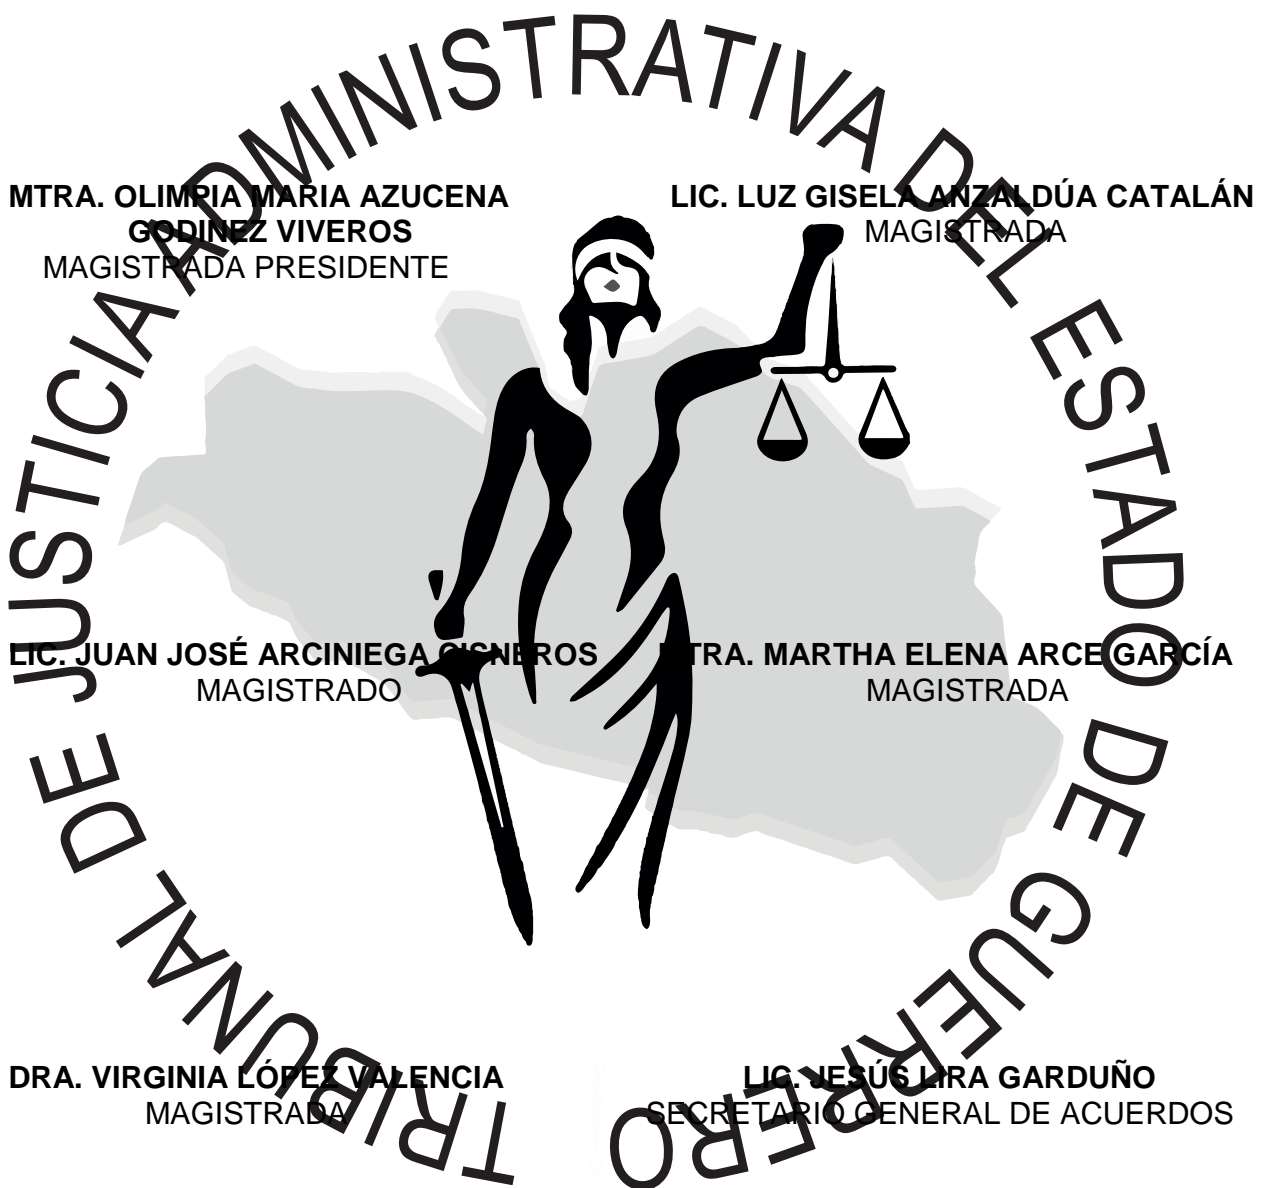 TRIBUNAL DE JUSTICIA ADMINISTRATIVA DEL ESTADO DE GUERRERO
MTRA. OLIMPIA MARIA AZUCENA
GODINEZ VIVEROS
MAGISTRADA PRESIDENTE
LIC. LUZ GISELA ANZALDÚA CATALÁN
MAGISTRADA
LIC. JUAN JOSÉ ARCINIEGA CISNEROS
MAGISTRADO
MTRA. MARTHA ELENA ARCE GARCÍA
MAGISTRADA
DRA. VIRGINIA LÓPEZ VALENCIA
MAGISTRADA
LIC. JESÚS LIRA GARDUÑO
SECRETARIO GENERAL DE ACUERDOS